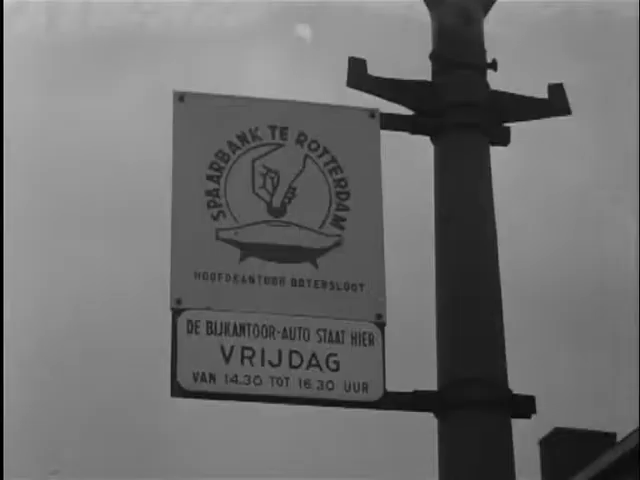 SPAARBANK TE ROTTERDAM
HOOFDKANTOOR BOTERSLOOT
DE BIJKANTOOR-AUTO STAAT HIER
VRIJDAG
VAN 14.30 TOT 16.30 UUR